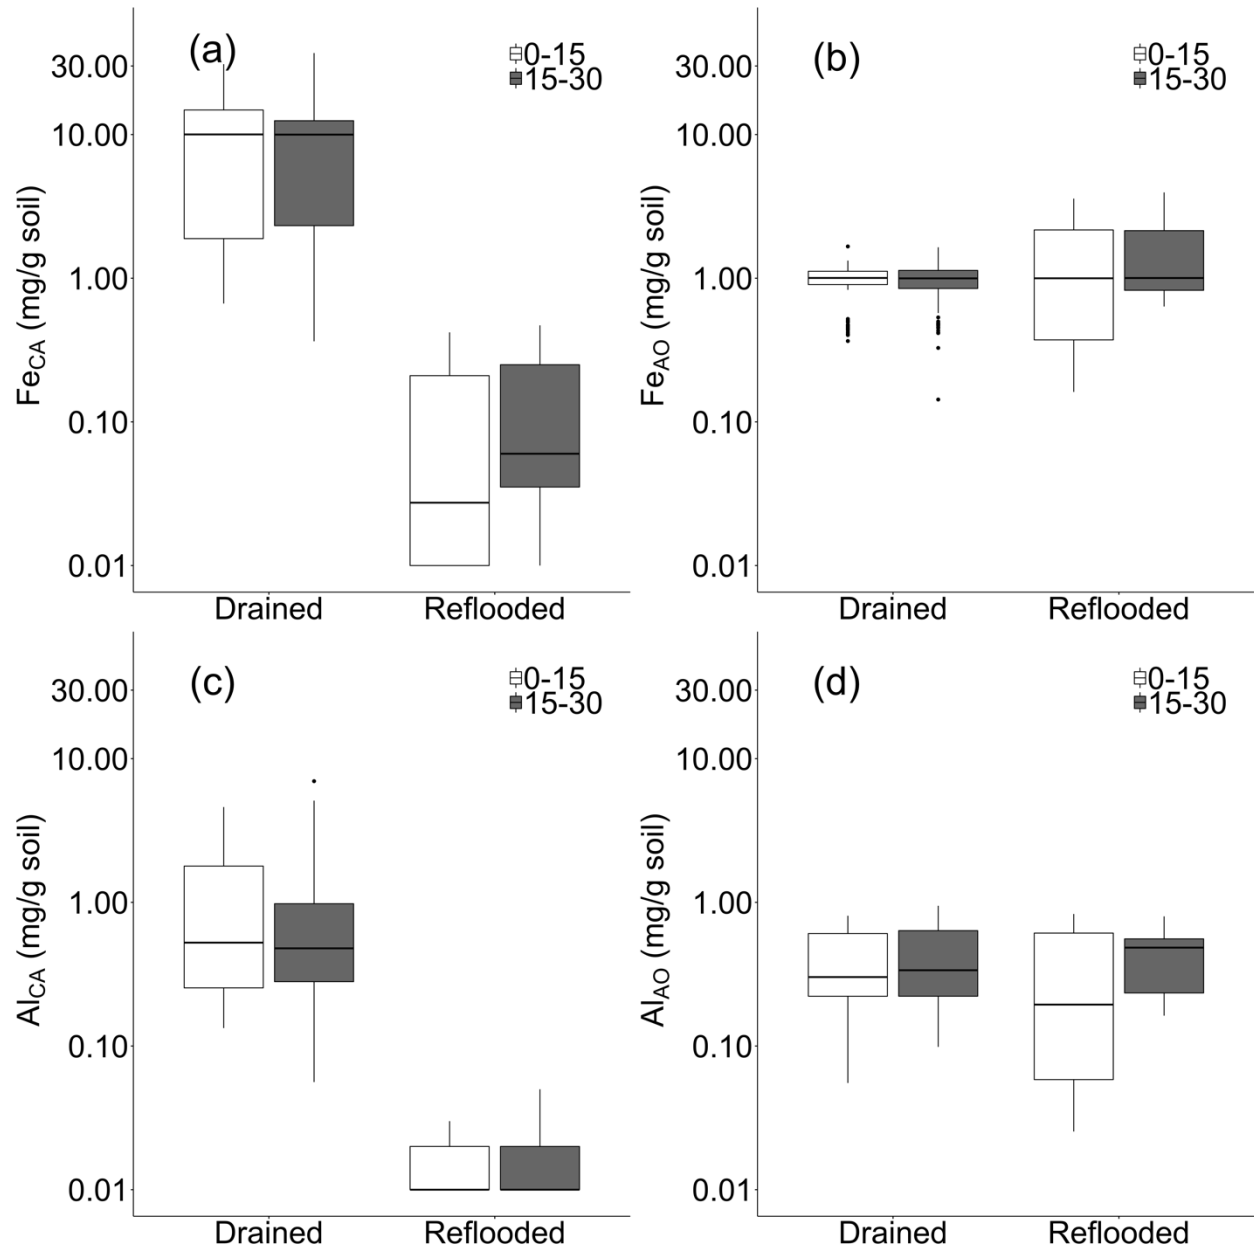 (a)
0-15
15-30
30.00
10.00
1.00
0.10
0.01
Fe_CA (mg/g soil)
Drained Reflooded
(b)
0-15
15-30
30.00
10.00
1.00
0.10
0.01
Fe_AO (mg/g soil)
Drained Reflooded
(c)
0-15
15-30
30.00
10.00
1.00
0.10
0.01
Al_CA (mg/g soil)
Drained Reflooded
(d)
0-15
15-30
30.00
10.00
1.00
0.10
0.01
Al_AO (mg/g soil)
Drained Reflooded